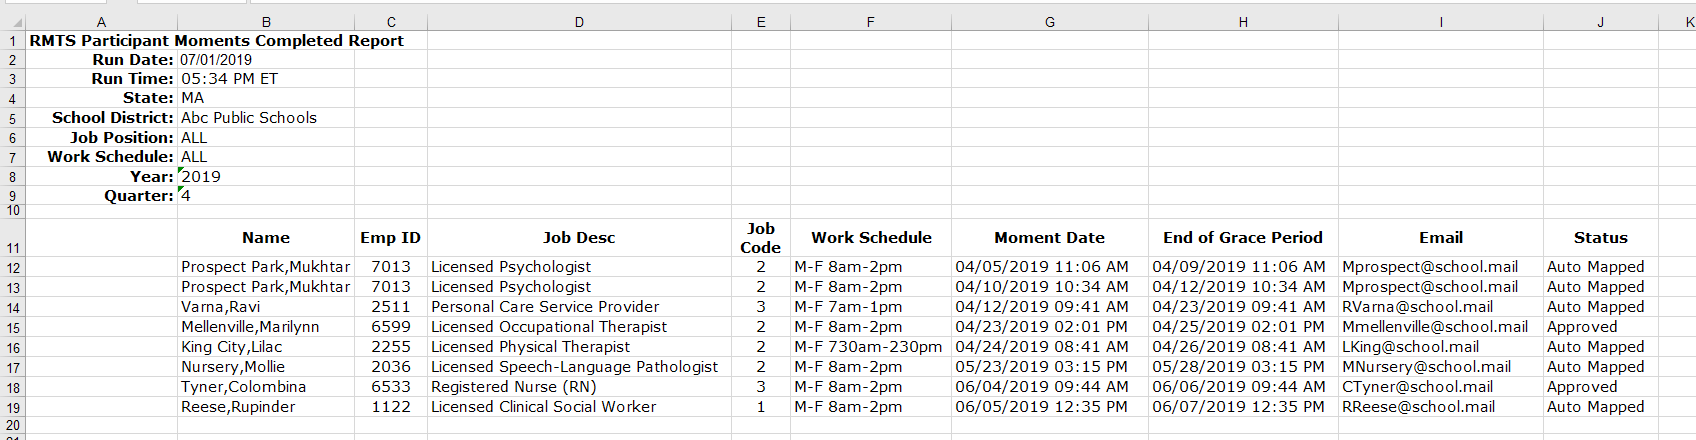 A B C D E F G H I J K
1 RMTS Participant Moments Completed Report
2 Run Date: 07/01/2019
3 Run Time: 05:34 PM ET
4 State: MA
5 School District: Abc Public Schools
6 Job Position: ALL
7 Work Schedule: ALL
8 Year: 2019
9 Quarter: 4
10
11 Name Emp ID Job Desc Job Code Work Schedule Moment Date End of Grace Period Email Status
12 Prospect Park,Mukhtar 7013 Licensed Psychologist 2 M-F 8am-2pm 04/05/2019 11:06 AM 04/09/2019 11:06 AM Mprospect@school.mail Auto Mapped
13 Prospect Park,Mukhtar 7013 Licensed Psychologist 2 M-F 8am-2pm 04/10/2019 10:34 AM 04/12/2019 10:34 AM Mprospect@school.mail Auto Mapped
14 Varna,Ravi 2511 Personal Care Service Provider 3 M-F 7am-1pm 04/12/2019 09:41 AM 04/23/2019 09:41 AM RVarna@school.mail Auto Mapped
15 Mellenville,Marilynn 6599 Licensed Occupational Therapist 2 M-F 8am-2pm 04/23/2019 02:01 PM 04/25/2019 02:01 PM Mmellenville@school.mail Approved
16 King City,Lilac 2255 Licensed Physical Therapist 2 M-F 730am-230pm 04/24/2019 08:41 AM 04/26/2019 08:41 AM LKing@school.mail Auto Mapped
17 Nursery,Mollie 2036 Licensed Speech-Language Pathologist 2 M-F 8am-2pm 05/23/2019 03:15 PM 05/28/2019 03:15 PM MNursery@school.mail Auto Mapped
18 Tyner,Colombina 6533 Registered Nurse (RN) 3 M-F 8am-2pm 06/04/2019 09:44 AM 06/06/2019 09:44 AM CTyner@school.mail Approved
19 Reese,Rupinder 1122 Licensed Clinical Social Worker 1 M-F 8am-2pm 06/05/2019 12:35 PM 06/07/2019 12:35 PM RReese@school.mail Auto Mapped
20